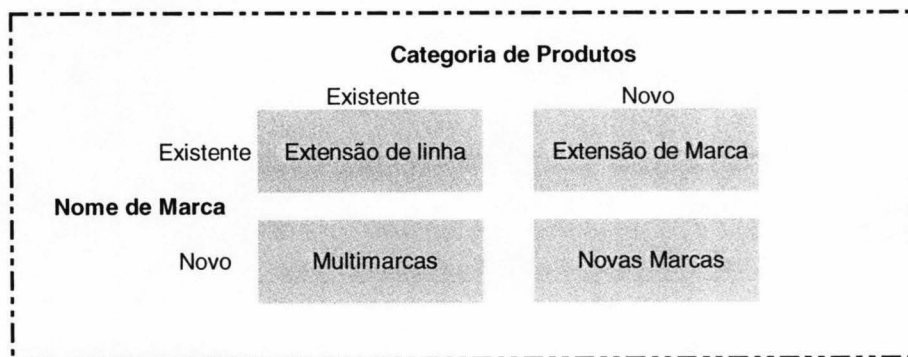 Categoria de Produtos
Existente Novo
Existente Extensão de linha Extensão de Marca
Nome de Marca
Novo Multimarcas Novas Marcas